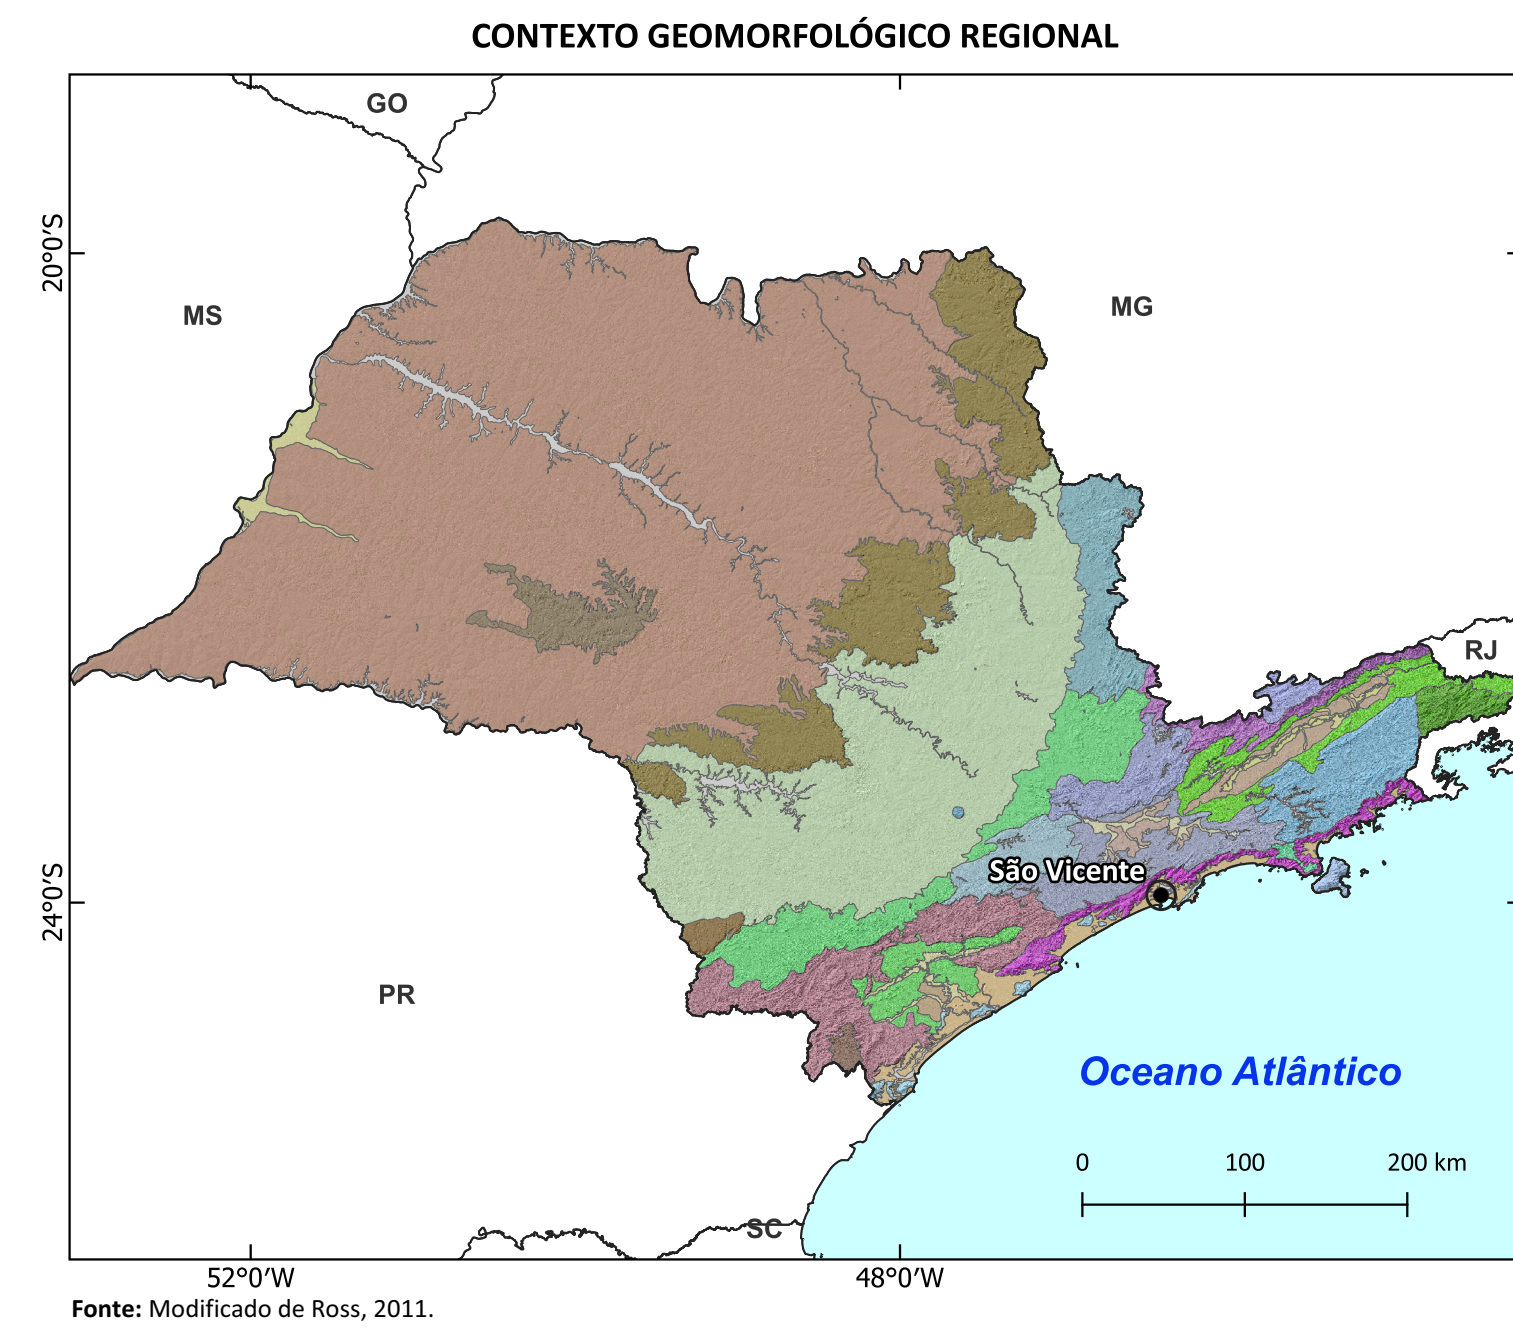 CONTEXTO GEOMORFOLÓGICO REGIONAL
GO
20°0’S
MS
MG
RJ
São Vicente
24°0’S
PR
Oceano Atlântico
0 100 200 km
SC
52°0’W 48°0’W
Fonte: Modificado de Ross, 2011.